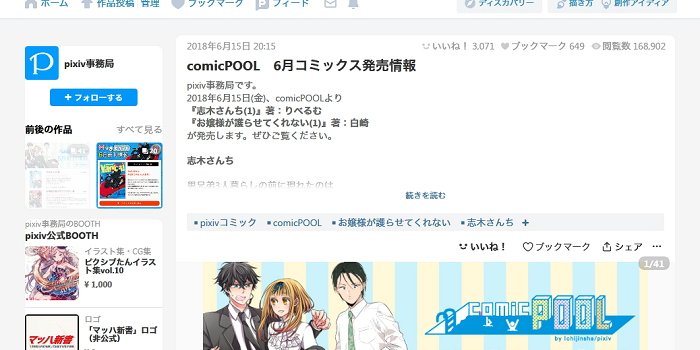 ホーム 作品投稿 管理 ブックマーク フィード
ディスカバリー 描き方 創作アイディア
pixiv事務局
+ フォローする
前後の作品 すべて見る
pixiv事務局のBOOTH
pixiv公式BOOTH
イラスト集・CG集
ピクシブたんイラスト集vol.10
¥ 1,000
ロゴ
「マッハ新書」ロゴ(非公式)
マッハ新書
2018年6月15日 20:15 いいね！ 3,071 ブックマーク 649 閲覧数 168,902
comicPOOL 6月コミックス発売情報
pixiv事務局です。
2018年6月15日(金)、comicPOOLより
『志木さんち(1)』著：りべるむ
『お嬢様が護らせてくれない(1)』著：白崎
が発売します。ぜひご覧ください。
志木さんち
続きを読む
pixivコミック comicPOOL お嬢様が護らせてくれない 志木さんち +
いいね！ ブックマーク シェア ...
1/41
comic POOL
by Ichijinsha/pixiv